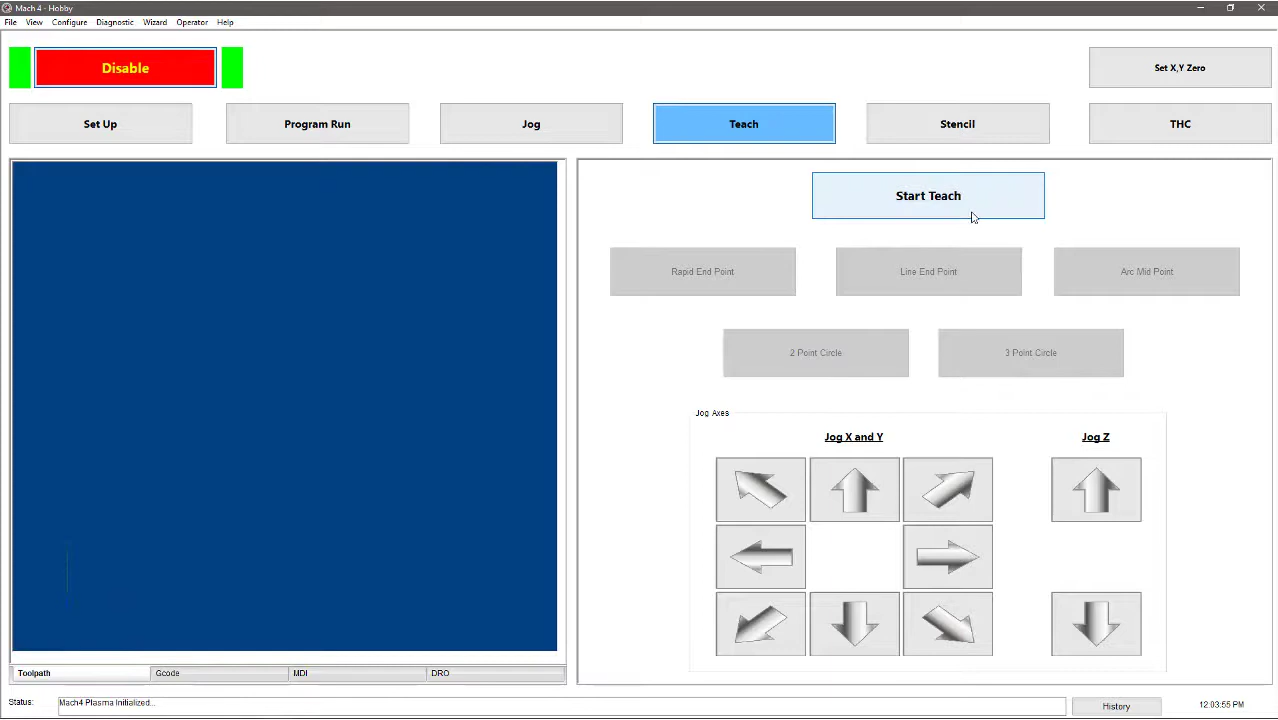 Mach 4 - Hobby
File View Configure Diagnostic Wizard Operator Help
Disable
Set X,Y Zero
Set Up
Program Run
Jog
Teach
Stencil
THC
Start Teach
Rapid End Point
Line End Point
Arc Mid Point
2 Point Circle
3 Point Circle
Jog Axes
Jog X and Y
Jog Z
Toolpath
Gcode
MDI
DRO
Status:
Mach4 Plasma Initialized...
History
12:03:55 PM